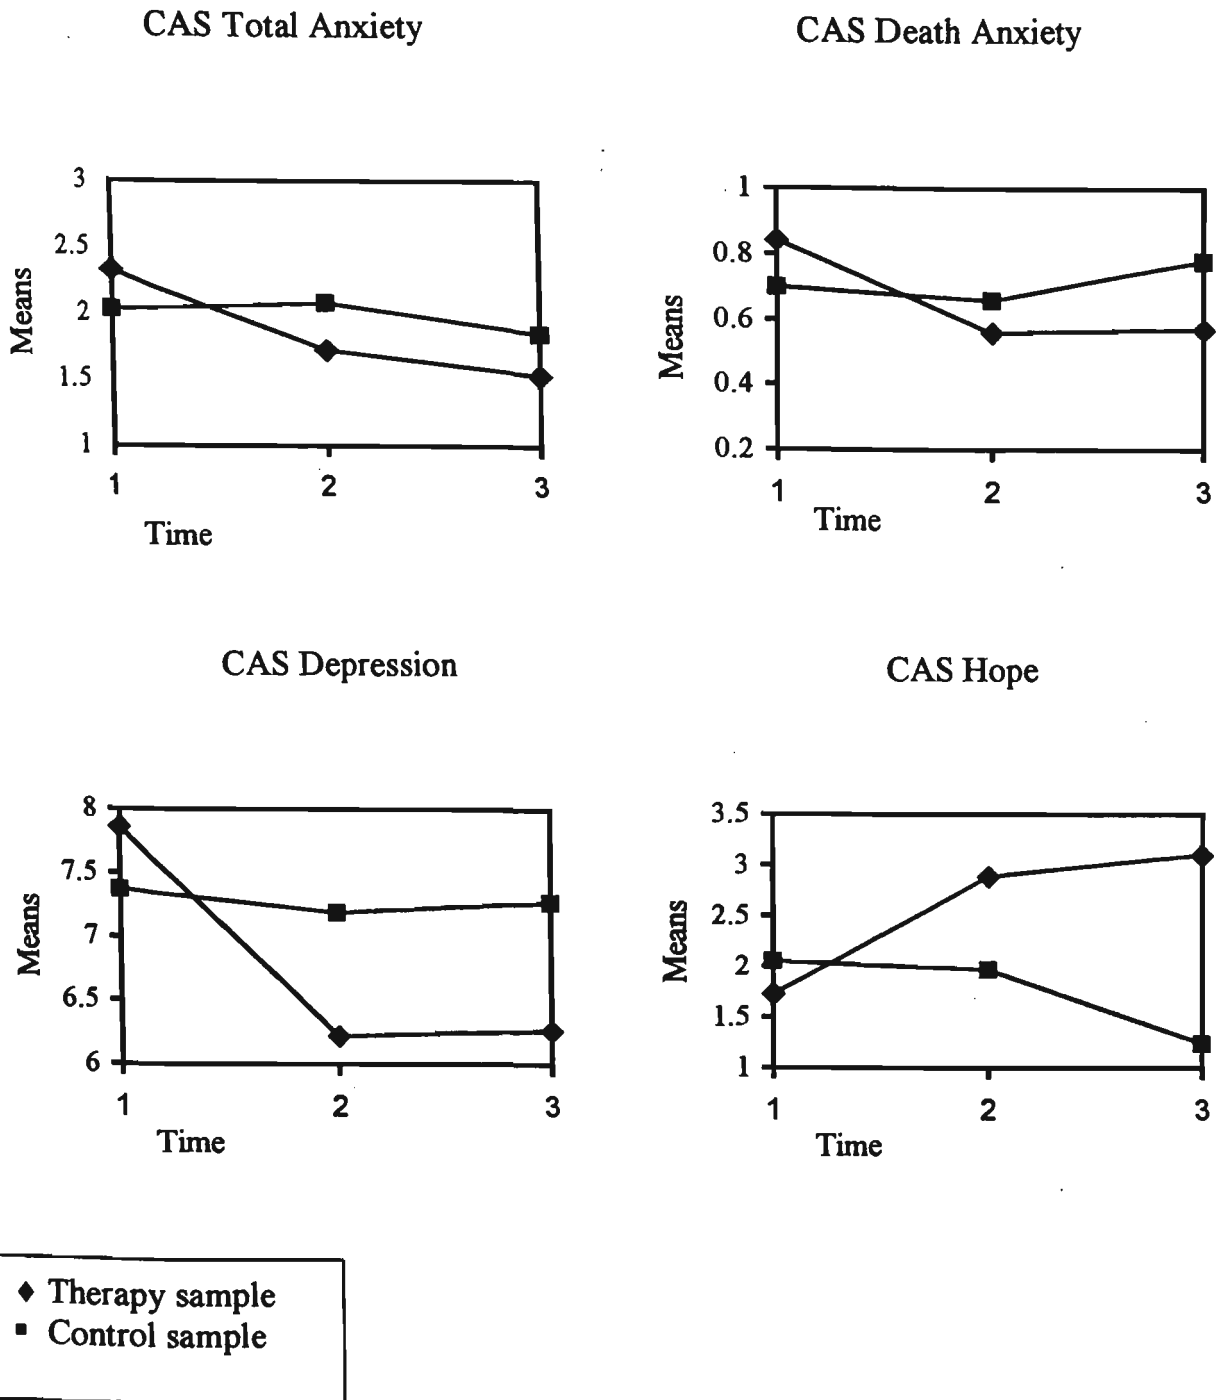 CAS Total Anxiety
CAS Death Anxiety
3
2.5
2
1.5
1
Means
1 2 3
Time
1
0.8
0.6
0.4
0.2
Means
1 2 3
Time
CAS Depression
CAS Hope
8
7.5
7
6.5
6
Means
1 2 3
Time
3.5
3
2.5
2
1.5
1
Means
1 2 3
Time
Therapy sample
Control sample